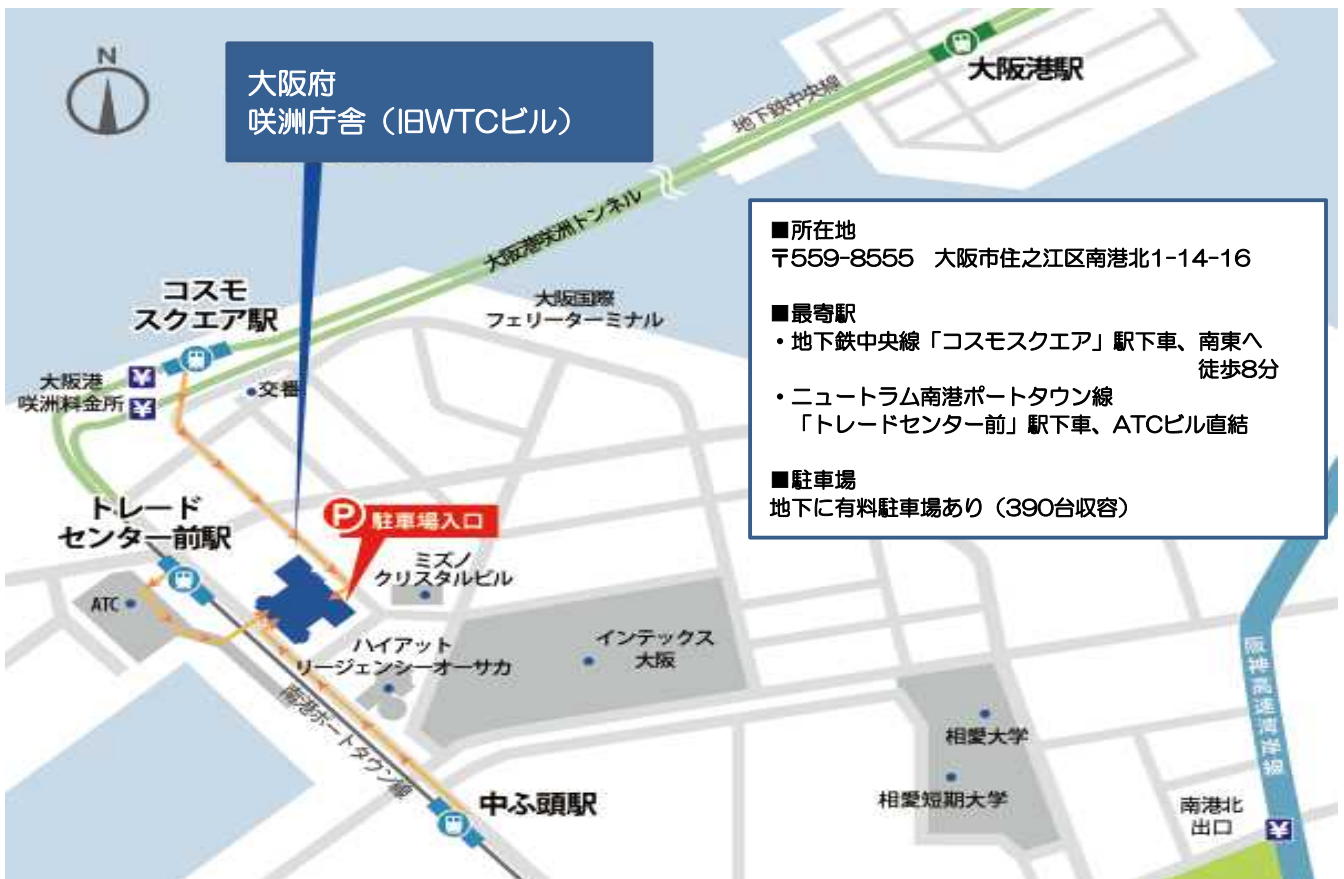 N
大阪府
咲洲庁舎（旧WTCビル）
大阪港駅
地下鉄中央線
大阪港咲洲トンネル
■所在地
〒559-8555　大阪市住之江区南港北1-14-16
■最寄駅
・地下鉄中央線「コスモスクエア」駅下車、南東へ
徒歩8分
・ニュートラム南港ポートタウン線
「トレードセンター前」駅下車、ATCビル直結
■駐車場
地下に有料駐車場あり（390台収容）
コスモ
スクエア駅
大阪国際
フェリーターミナル
大阪港
咲洲料金所
¥
¥
交番
トレード
センター前駅
P 駐車場入口
ミズノ
クリスタルビル
ATC
ハイアット
リージェンシーオーサカ
インテックス
大阪
南港ポートタウン線
中ふ頭駅
相愛大学
相愛短期大学
阪神高速湾岸線
南港北
出口
¥